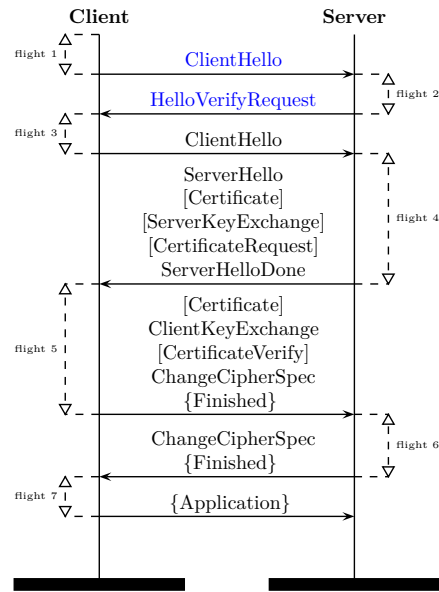 Client
Server
flight 1
ClientHello
flight 2
HelloVerifyRequest
flight 3
ClientHello
ServerHello
[Certificate]
[ServerKeyExchange]
flight 4
[CertificateRequest]
ServerHelloDone
[Certificate]
ClientKeyExchange
flight 5
[CertificateVerify]
ChangeCipherSpec
{Finished}
ChangeCipherSpec
flight 6
{Finished}
flight 7
{Application}